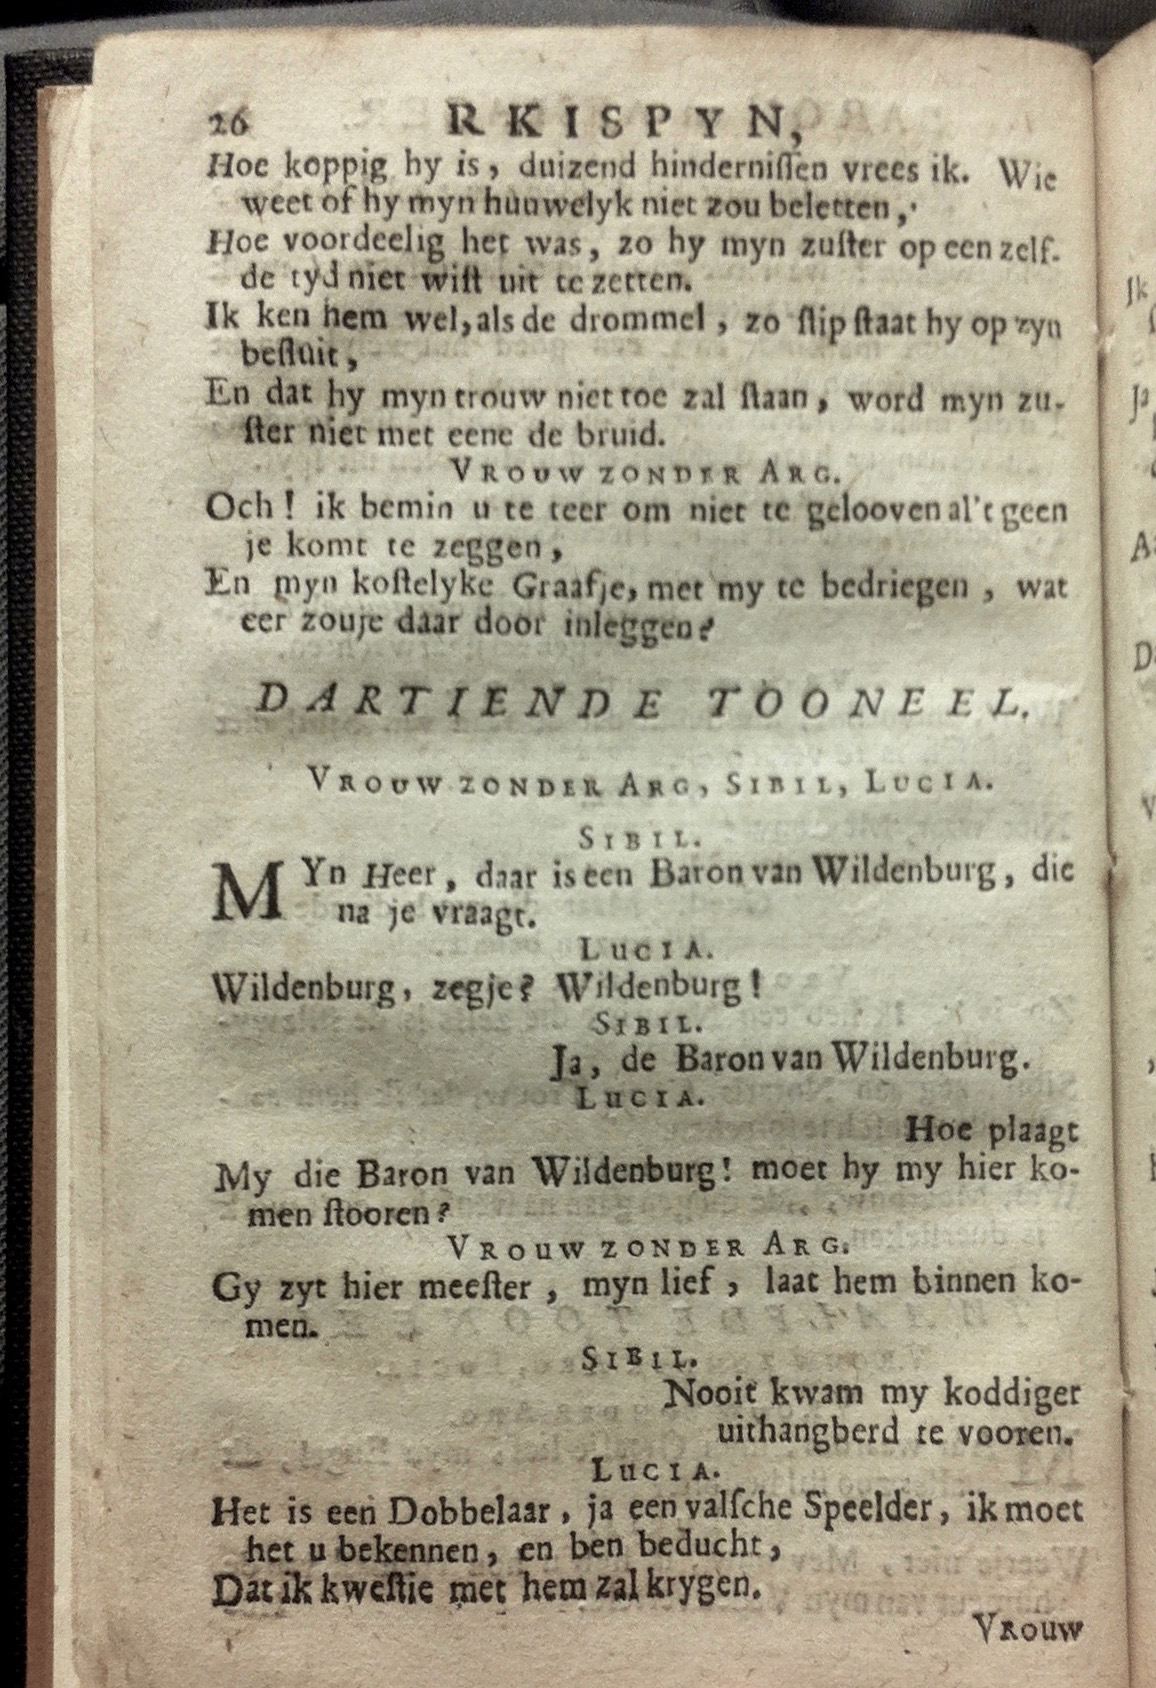 26 RKISPYN,
Hoe koppig hy is, duizend hinderniſſen vrees ik. Wie
weet of hy myn huuwelyk niet zou beletten,
Hoe voordeelig het was, zo hy myn zuſter op een zelf-
de tyd niet wiſt uit te zetten.
Ik ken hem wel, als de drommel, zo ſlip ſtaat hy op zyn
beſluit,
En dat hy myn trouw niet toe zal ſtaan, word myn zu-
ſter niet met eene de bruid.
VROUW ZONDER ARG.
Och! ik bemin u te teer om niet te gelooven al't geen
je komt te zeggen,
En myn koſtelyke Graafje, met my te bedriegen, wat
eer zouje daar door inleggen?
DARTIENDE TOONEEL.
VROUW ZONDER ARG, SIBIL, LUCIA.
SIBIL.
MYn Heer, daar is een Baron van Wildenburg, die
na je vraagt.
LUCIA.
Wildenburg, zegje? Wildenburg!
SIBIL.
Ja, de Baron van Wildenburg.
LUCIA.
Hoe plaagt
My die Baron van Wildenburg! moet hy my hier ko-
men ſtooren?
VROUW ZONDER ARG.
Gy zyt hier meeſter, myn lief, laat hem binnen ko-
men.
SIBIL.
Nooit kwam my koddiger
uithangberd te vooren.
LUCIA.
Het is een Dobbelaar, ja een valſche Speelder, ik moet
het u bekennen, en ben beducht,
Dat ik kweſtie met hem zal krygen.
VROUW